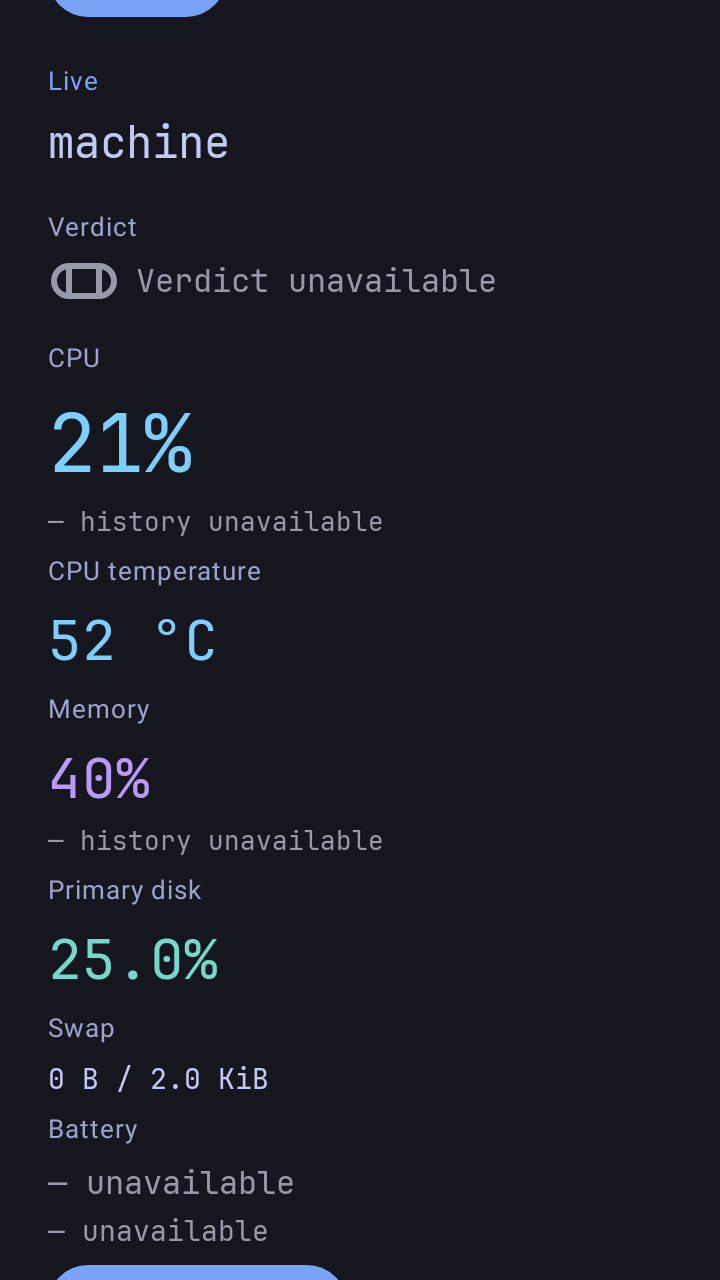 Live
machine
Verdict
Verdict unavailable
CPU
21%
— history unavailable
CPU temperature
52 °C
Memory
40%
— history unavailable
Primary disk
25.0%
Swap
0 B / 2.0 KiB
Battery
— unavailable
— unavailable